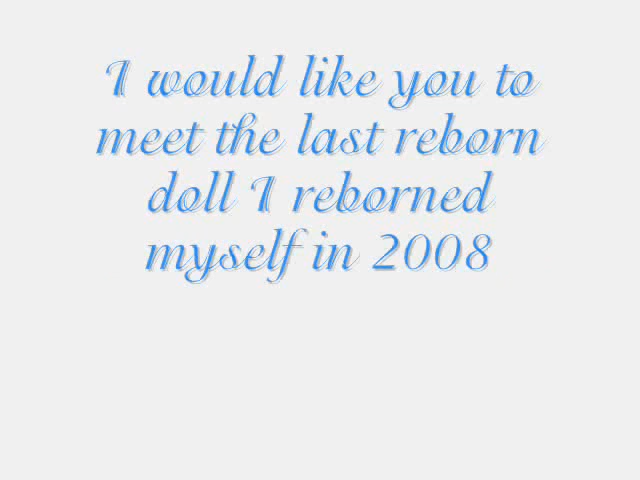 I would like you to
meet the last reborn
doll I reborned
myself in 2008